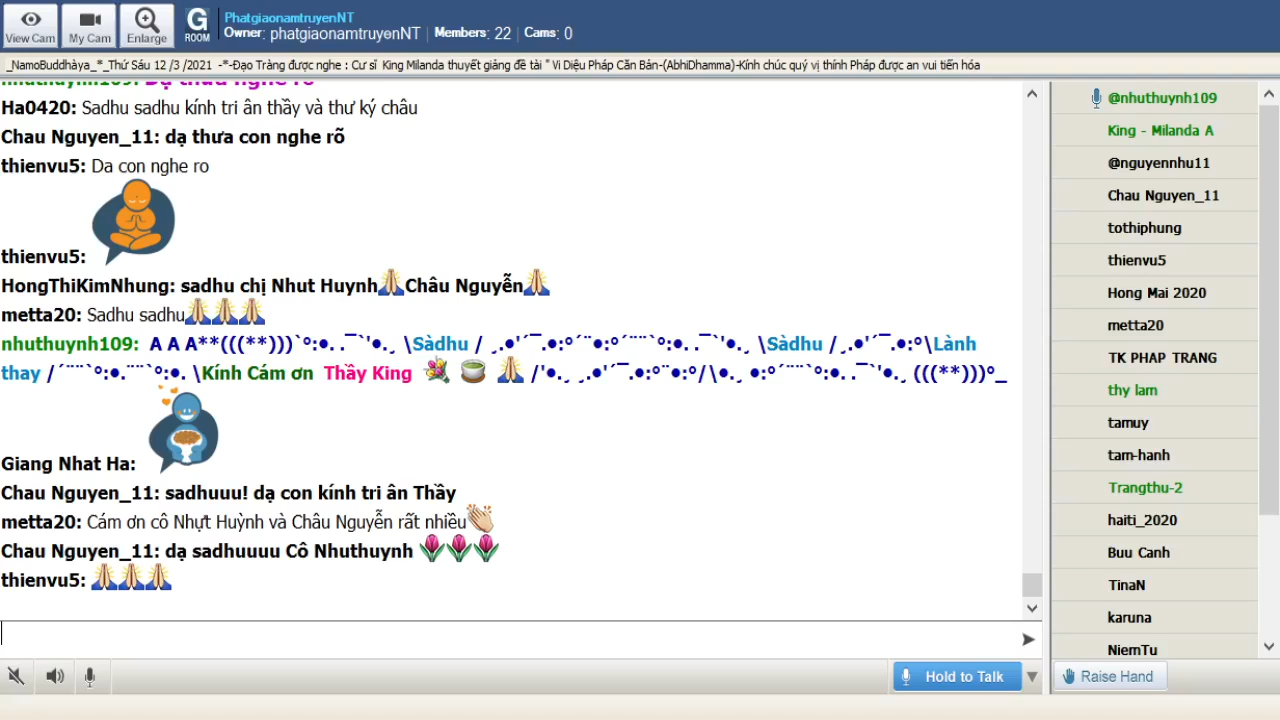 View Cam
My Cam
Enlarge
G
ROOM
PhatgiaonamtruyenNT
Owner: phatgiaonamtruyenNT | Members: 22 | Cams: 0
_NamoBuddhàya_*_Thứ Sáu 12 /3 /2021 -*-Đạo Tràng được nghe : Cư sĩ King Milanda thuyết giảng đề tài " Vi Diệu Pháp Căn Bản-(AbhiDhamma)-Kính chúc quý vị thính Pháp được an vui tiến hóa
nhuthuynh109: Dạ thưa nghe rõ
Ha0420: Sadhu sadhu kính tri ân thầy và thư ký châu
Chau Nguyen_11: dạ thưa con nghe rõ
thienvu5: Da con nghe ro
thienvu5:
HongThiKimNhung: sadhu chị Nhut Huynh🙏Châu Nguyễn🙏
metta20: Sadhu sadhu🙏🙏🙏
nhuthuynh109: A A A**(((**)))`°:•. .¯`'•.¸ \Sàdhu / ¸.•'´¯.•:°´¨•:°´¨¨`°:•. .¯`'•.¸ \Sàdhu /¸.•'´¯.•:°\Lành
thay /´¨¨`°:•.¨¨`°:•. \Kính Cám ơn Thầy King 💐 🍵 🙏 /'•.¸ ¸.•'´¯.•:°¨•:°/\•.¸ •:°´¨¨`°:•. .¯`'•.¸ (((**)))°_
Giang Nhat Ha:
Chau Nguyen_11: sadhuuu! dạ con kính tri ân Thầy
metta20: Cám ơn cô Nhựt Huỳnh và Châu Nguyễn rất nhiều👏
Chau Nguyen_11: dạ sadhuuuu Cô Nhuthuynh 🌷🌷🌷
thienvu5: 🙏🙏🙏
@nhuthuynh109
King - Milanda A
@nguyennhu11
Chau Nguyen_11
tothiphung
thienvu5
Hong Mai 2020
metta20
TK PHAP TRANG
thy lam
tamuy
tam-hanh
Trangthu-2
haiti_2020
Buu Canh
TinaN
karuna
NiemTu
Hold to Talk
Raise Hand